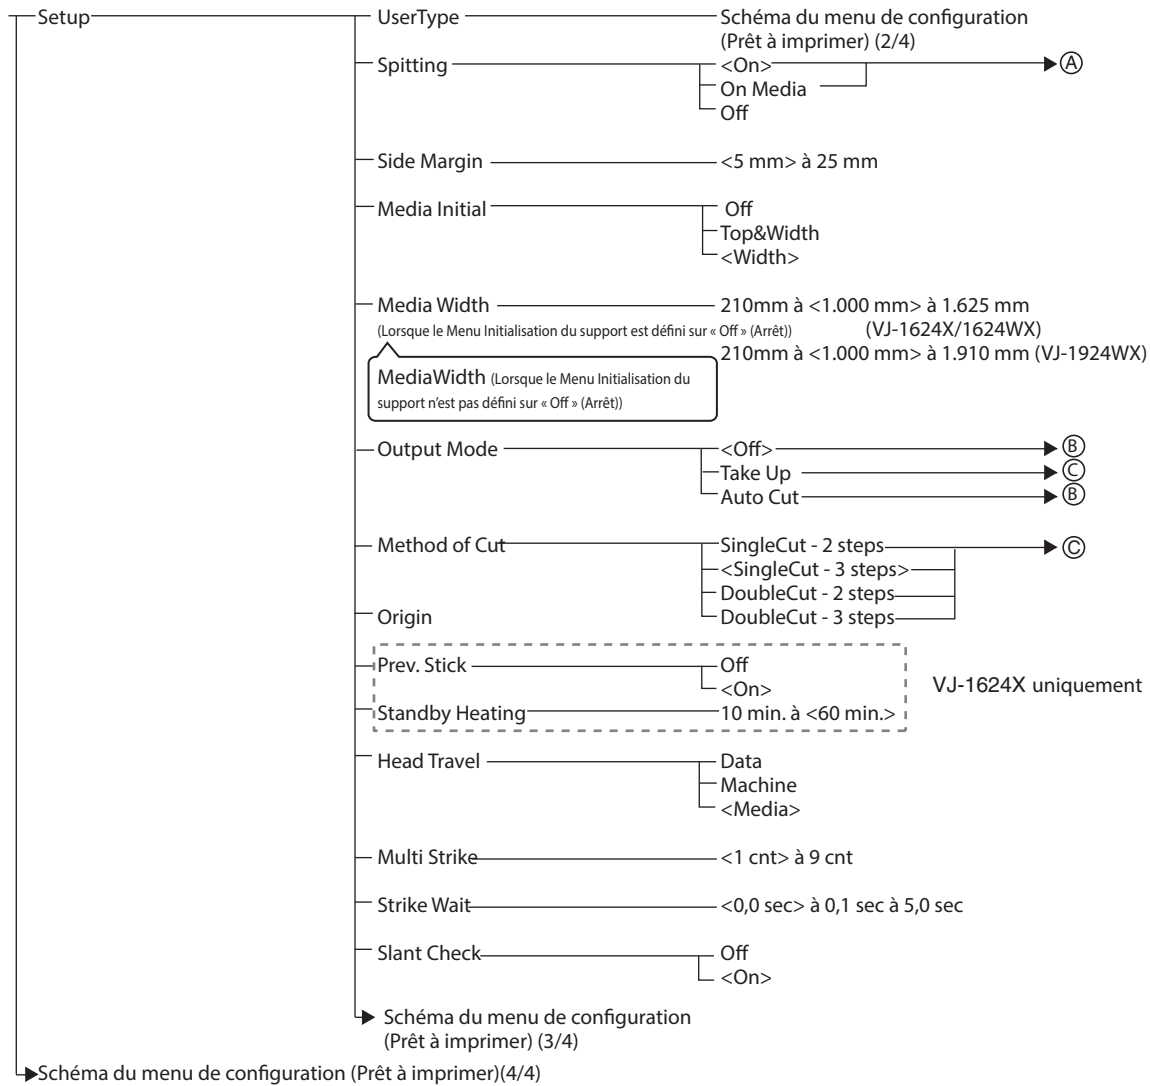 Setup
UserType
Schéma du menu de configuration
(Prêt à imprimer) (2/4)
Spitting
<On>
A
On Media
Off
Side Margin
<5 mm> à 25 mm
Media Initial
Off
Top&Width
<Width>
Media Width
210mm à <1.000 mm> à 1.625 mm
(Lorsque le Menu Initialisation du support est défini sur « Off » (Arrêt))
(VJ-1624X/1624WX)
210mm à <1.000 mm> à 1.910 mm (VJ-1924WX)
MediaWidth (Lorsque le Menu Initialisation du
support n'est pas défini sur « Off » (Arrêt))
Output Mode
<Off>
B
Take Up
C
Auto Cut
B
Method of Cut
SingleCut - 2 steps
C
<SingleCut - 3 steps>
DoubleCut - 2 steps
DoubleCut - 3 steps
Origin
Prev. Stick
Off
<On>
VJ-1624X uniquement
Standby Heating
10 min. à <60 min.>
Head Travel
Data
Machine
<Media>
Multi Strike
<1 cnt> à 9 cnt
Strike Wait
<0,0 sec> à 0,1 sec à 5,0 sec
Slant Check
Off
<On>
Schéma du menu de configuration
(Prêt à imprimer) (3/4)
Schéma du menu de configuration (Prêt à imprimer)(4/4)